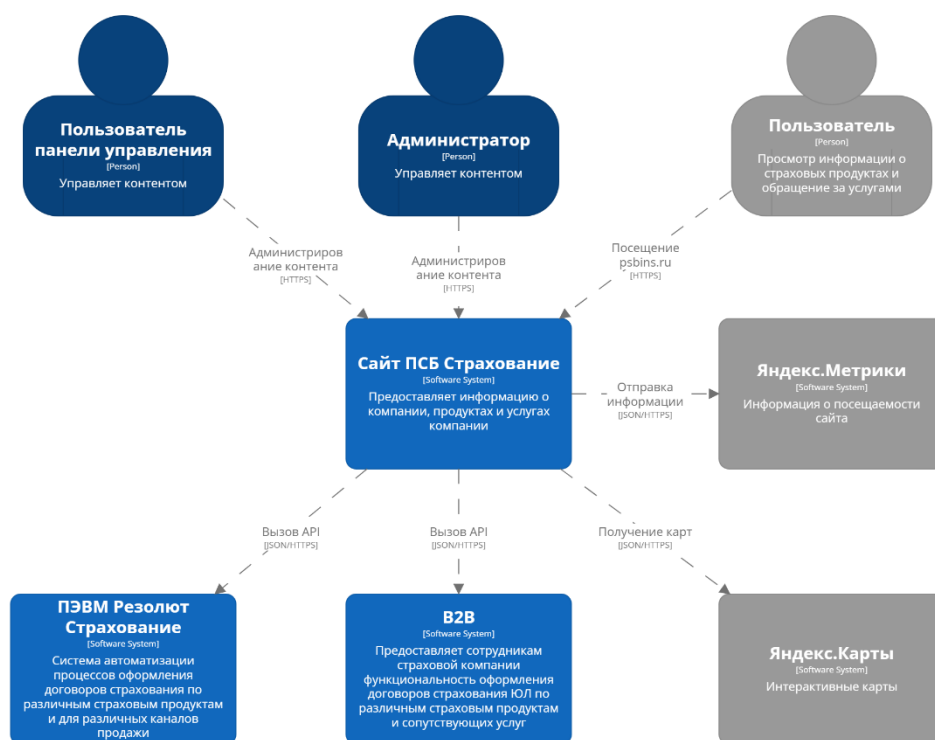 Пользователь
панели управления
[Person]
Управляет контентом
Администратор
[Person]
Управляет контентом
Пользователь
[Person]
Просмотр информации о
страховых продуктах и
обращение за услугами
Администриров
ание контента
[HTTPS]
Администриров
ание контента
[HTTPS]
Посещение
psbins.ru
[HTTPS]
Сайт ПСБ Страхование
[Software System]
Предоставляет информацию о
компании, продуктах и услугах
компании
Отправка
информации
[JSON/HTTPS]
Яндекс.Метрики
[Software System]
Информация о посещаемости
сайта
Вызов API
[JSON/HTTPS]
Вызов API
[JSON/HTTPS]
Получение карт
[JSON/HTTPS]
ПЭВМ Резолют
Страхование
[Software System]
Система автоматизации
процессов оформления
договоров страхования по
различным страховым продуктам
и для различных каналов
продажи
B2B
[Software System]
Предоставляет сотрудникам
страховой компании
функциональность оформления
договоров страхования ЮЛ по
различным страховым продуктам
и сопутствующих услуг
Яндекс.Карты
[Software System]
Интерактивные карты